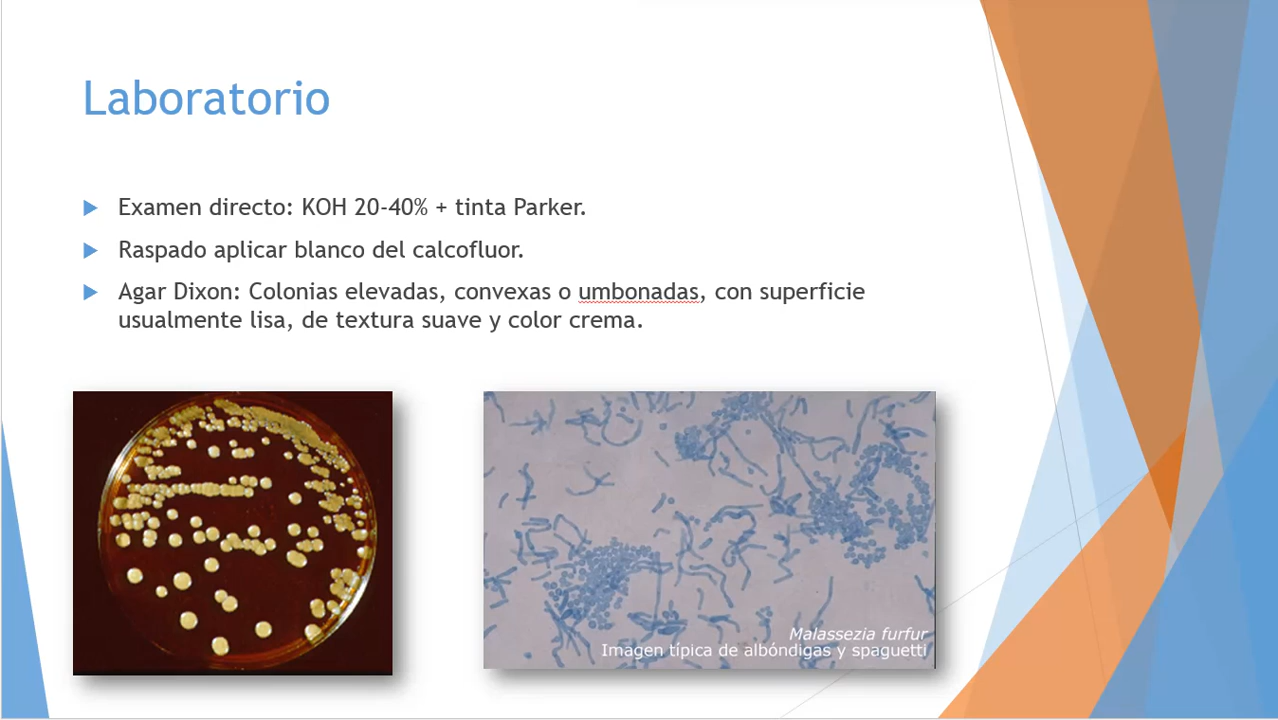 Laboratorio
Examen directo: KOH 20-40% + tinta Parker.
Raspado aplicar blanco del calcofluor.
Agar Dixon: Colonias elevadas, convexas o umbonadas, con superficie
usualmente lisa, de textura suave y color crema.
Malassezia furfur
Imagen típica de albóndigas y spaguetti